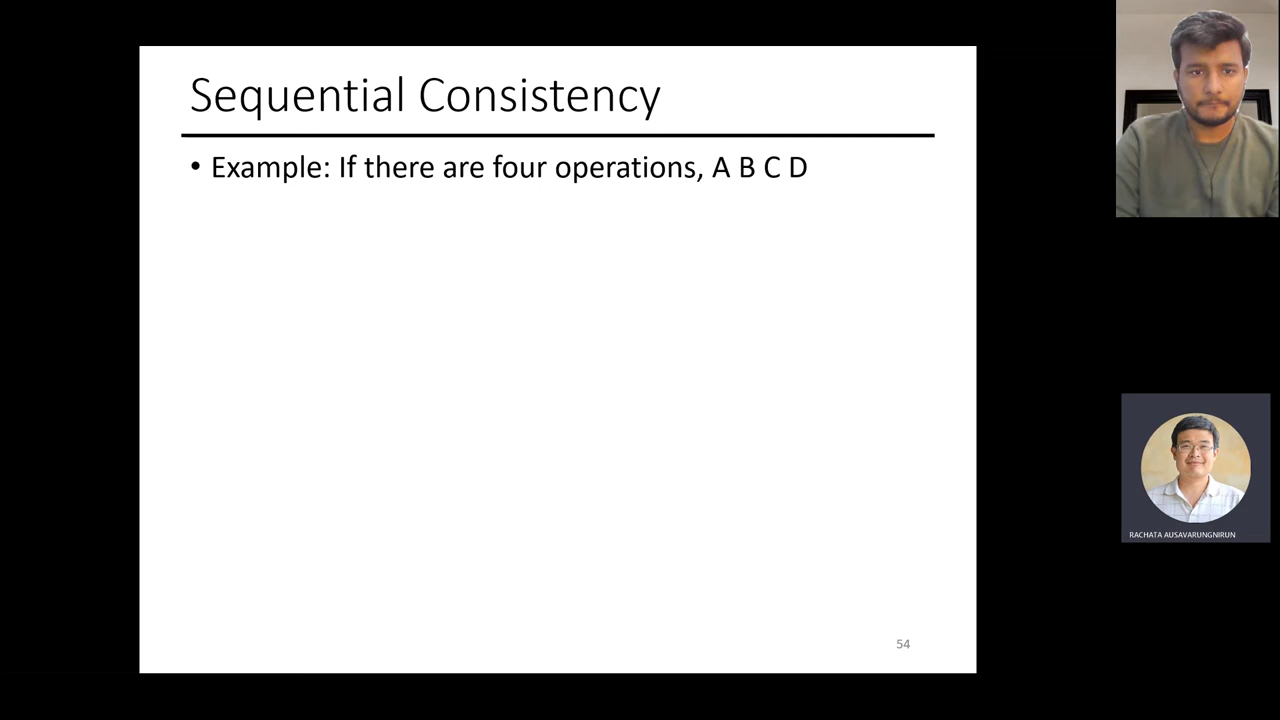 Sequential Consistency
• Example: If there are four operations, A B C D
54
RACHATA AUSAVARUNGNIRUN